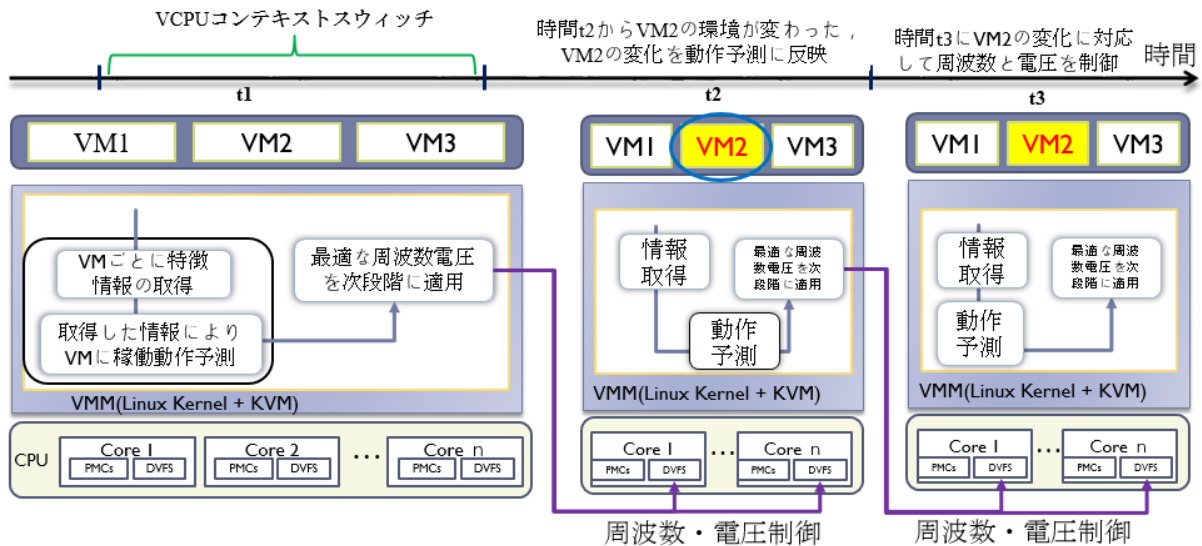 VCPUコンテキストスウィッチ
時間t2からVM2の環境が変わった,
VM2の変化を動作予測に反映
時間t3にVM2の変化に対応
して周波数と電圧を制御
時間
t1
t2
t3
VM1
VM2
VM3
VM1
VM2
VM3
VM1
VM2
VM3
VMごとに特徴
情報の取得
取得した情報により
VMに稼働動作予測
最適な周波数電圧
を次段階に適用
VMM(Linux Kernel + KVM)
情報
取得
動作
予測
最適な周波
数電圧を次
段階に適用
VMM(Linux Kernel + KVM)
情報
取得
動作
予測
最適な周波
数電圧を次
段階に適用
VMM(Linux Kernel + KVM)
CPU
Core 1
PMCs
DVFS
Core 2
PMCs
DVFS
…
Core n
PMCs
DVFS
Core 1
PMCs
DVFS
…
Core n
PMCs
DVFS
Core 1
PMCs
DVFS
…
Core n
PMCs
DVFS
周波数・電圧制御
周波数・電圧制御